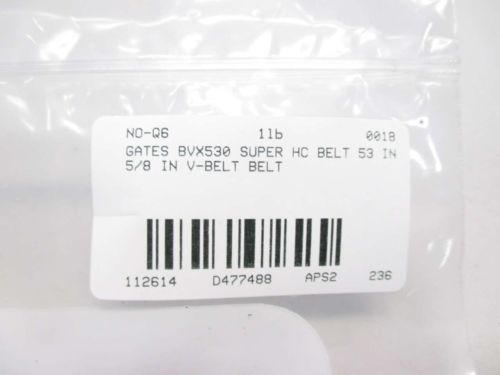 NO-Q6 1lb 0018
GATES BVX530 SUPER HC BELT 53 IN
5/8 IN V-BELT BELT
112614 D477488 APS2 236